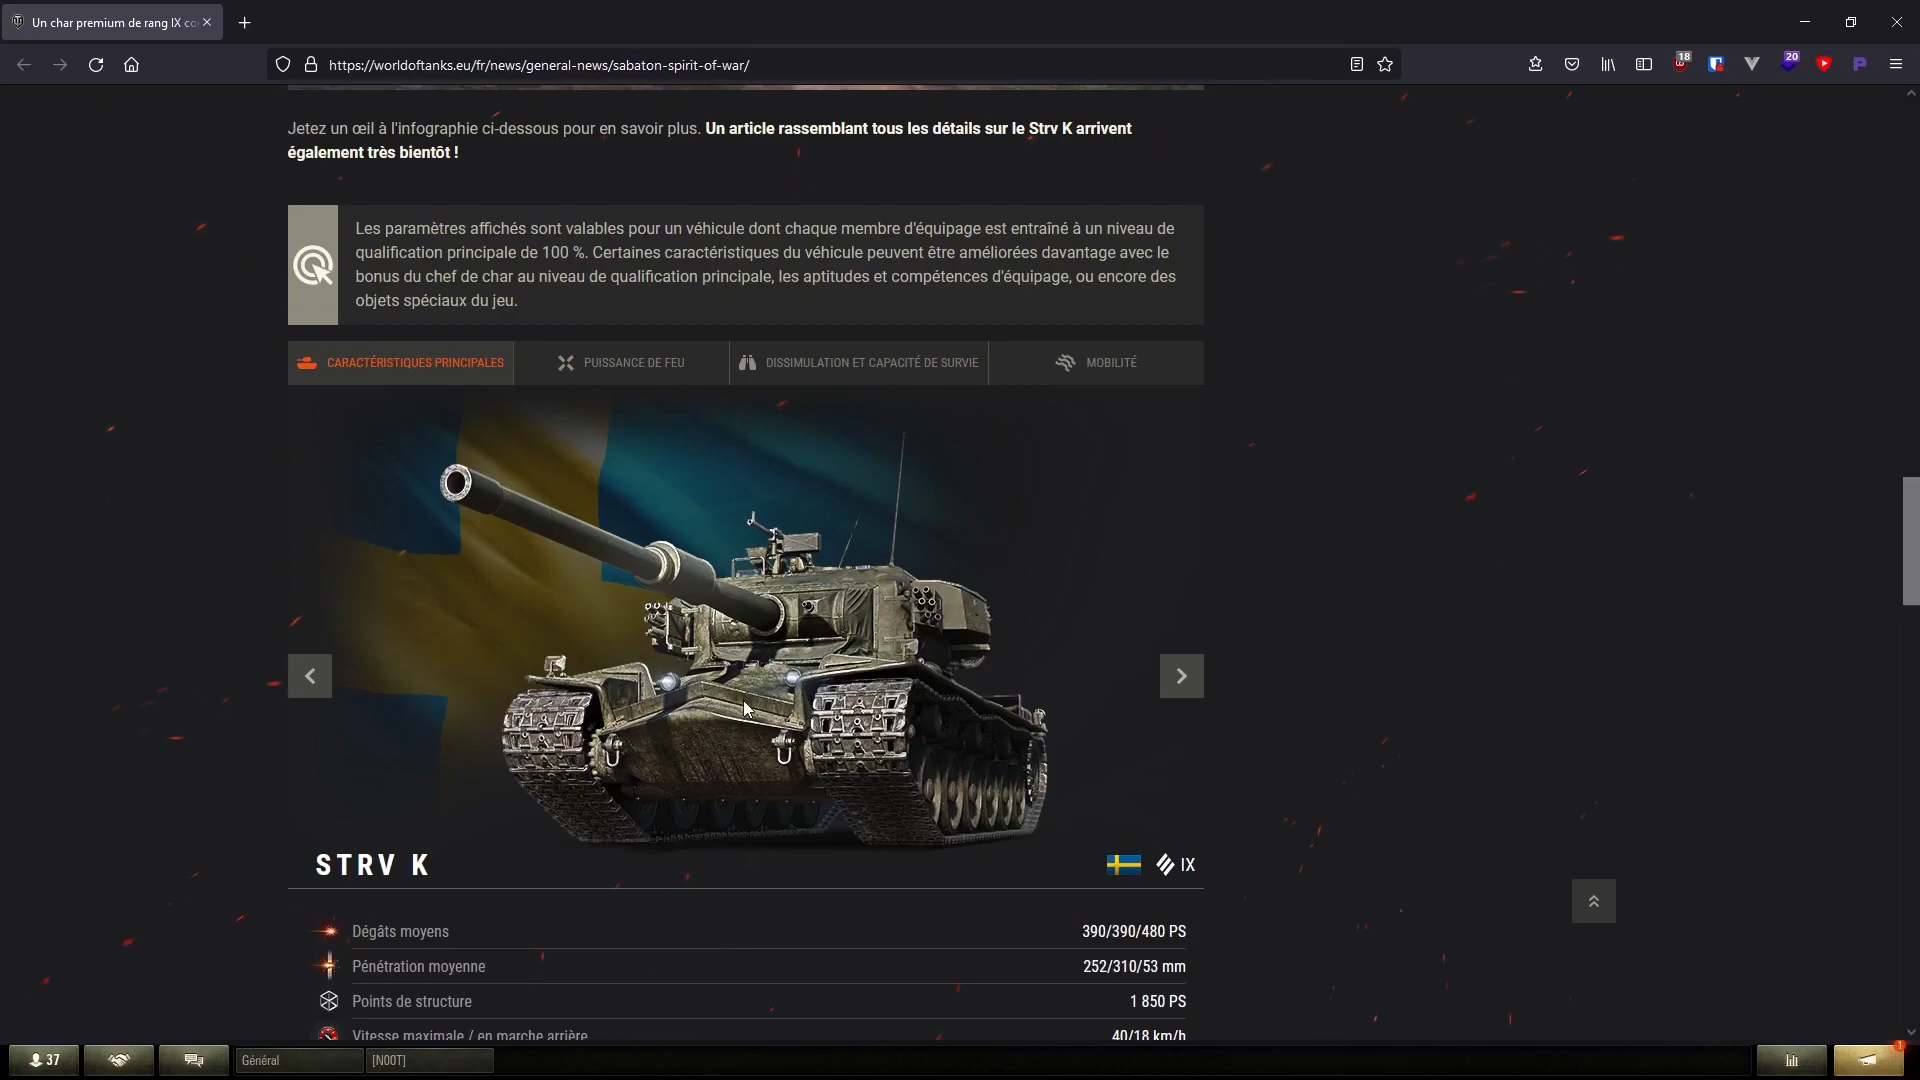 Un char premium de rang IX co
https://worldoftanks.eu/fr/news/general-news/sabaton-spirit-of-war/
18
20
Jetez un œil à l'infographie ci-dessous pour en savoir plus. Un article rassemblant tous les détails sur le Strv K arrivent
également très bientôt !
Les paramètres affichés sont valables pour un véhicule dont chaque membre d'équipage est entraîné à un niveau de
qualification principale de 100 %. Certaines caractéristiques du véhicule peuvent être améliorées davantage avec le
bonus du chef de char au niveau de qualification principale, les aptitudes et compétences d'équipage, ou encore des
objets spéciaux du jeu.
CARACTÉRISTIQUES PRINCIPALES
PUISSANCE DE FEU
DISSIMULATION ET CAPACITÉ DE SURVIE
MOBILITÉ
STRV K
IX
Dégâts moyens 390/390/480 PS
Pénétration moyenne 252/310/53 mm
Points de structure 1 850 PS
Vitesse maximale / en marche arrière 40/18 km/h
37
Général
[N00T]
1